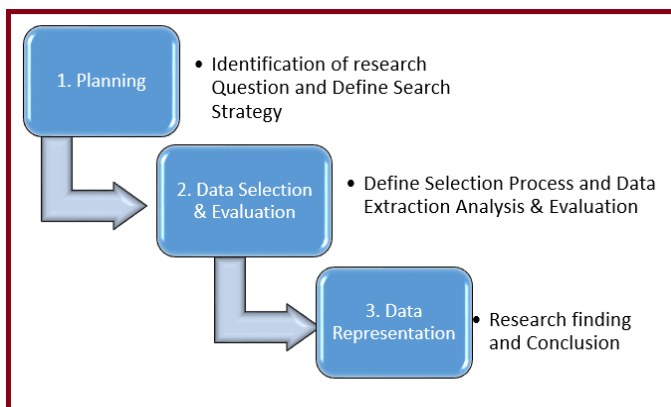 1. Planning
• Identification of research
Question and Define Search
Strategy
2. Data Selection
& Evaluation
• Define Selection Process and Data
Extraction Analysis & Evaluation
3. Data
Representation
• Research finding
and Conclusion